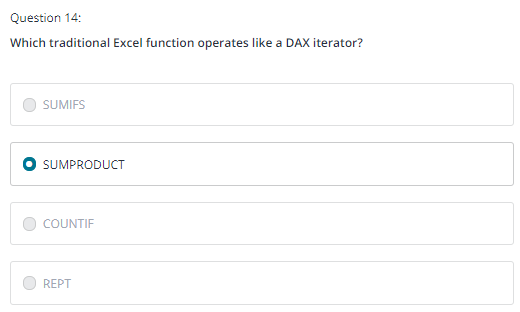 Question 14:
Which traditional Excel function operates like a DAX iterator?
SUMIFS
SUMPRODUCT
COUNTIF
REPT